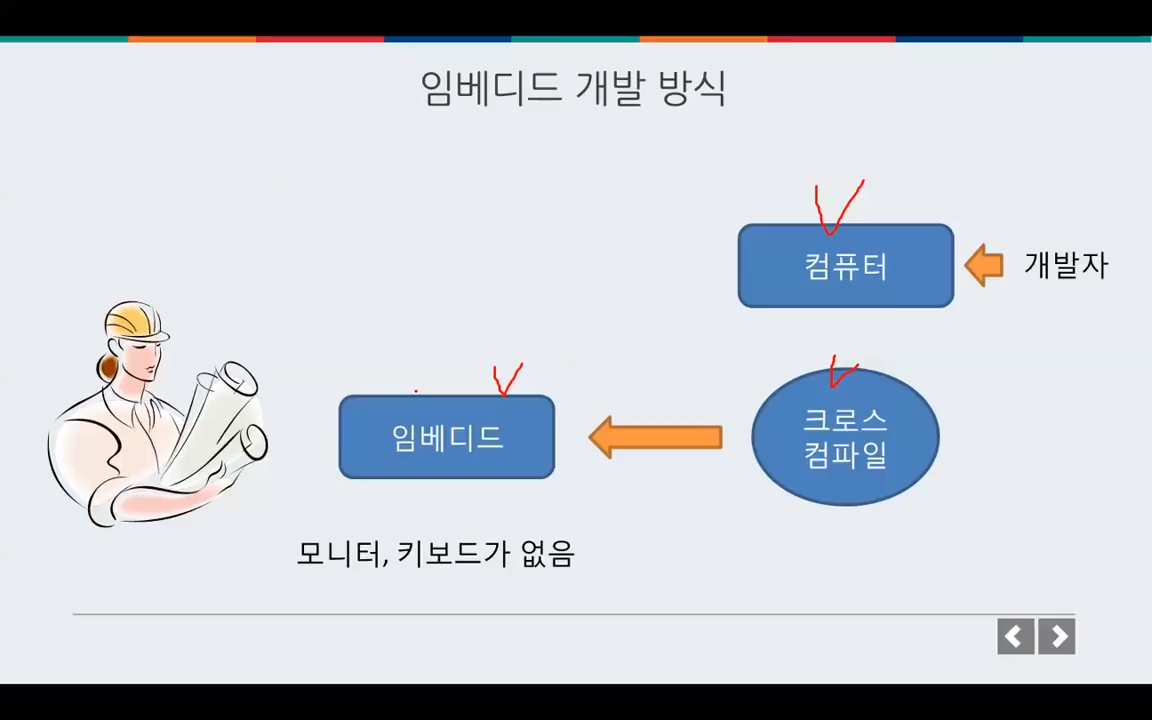 임베디드 개발 방식
컴퓨터
개발자
임베디드
크로스
컴파일
모니터, 키보드가 없음